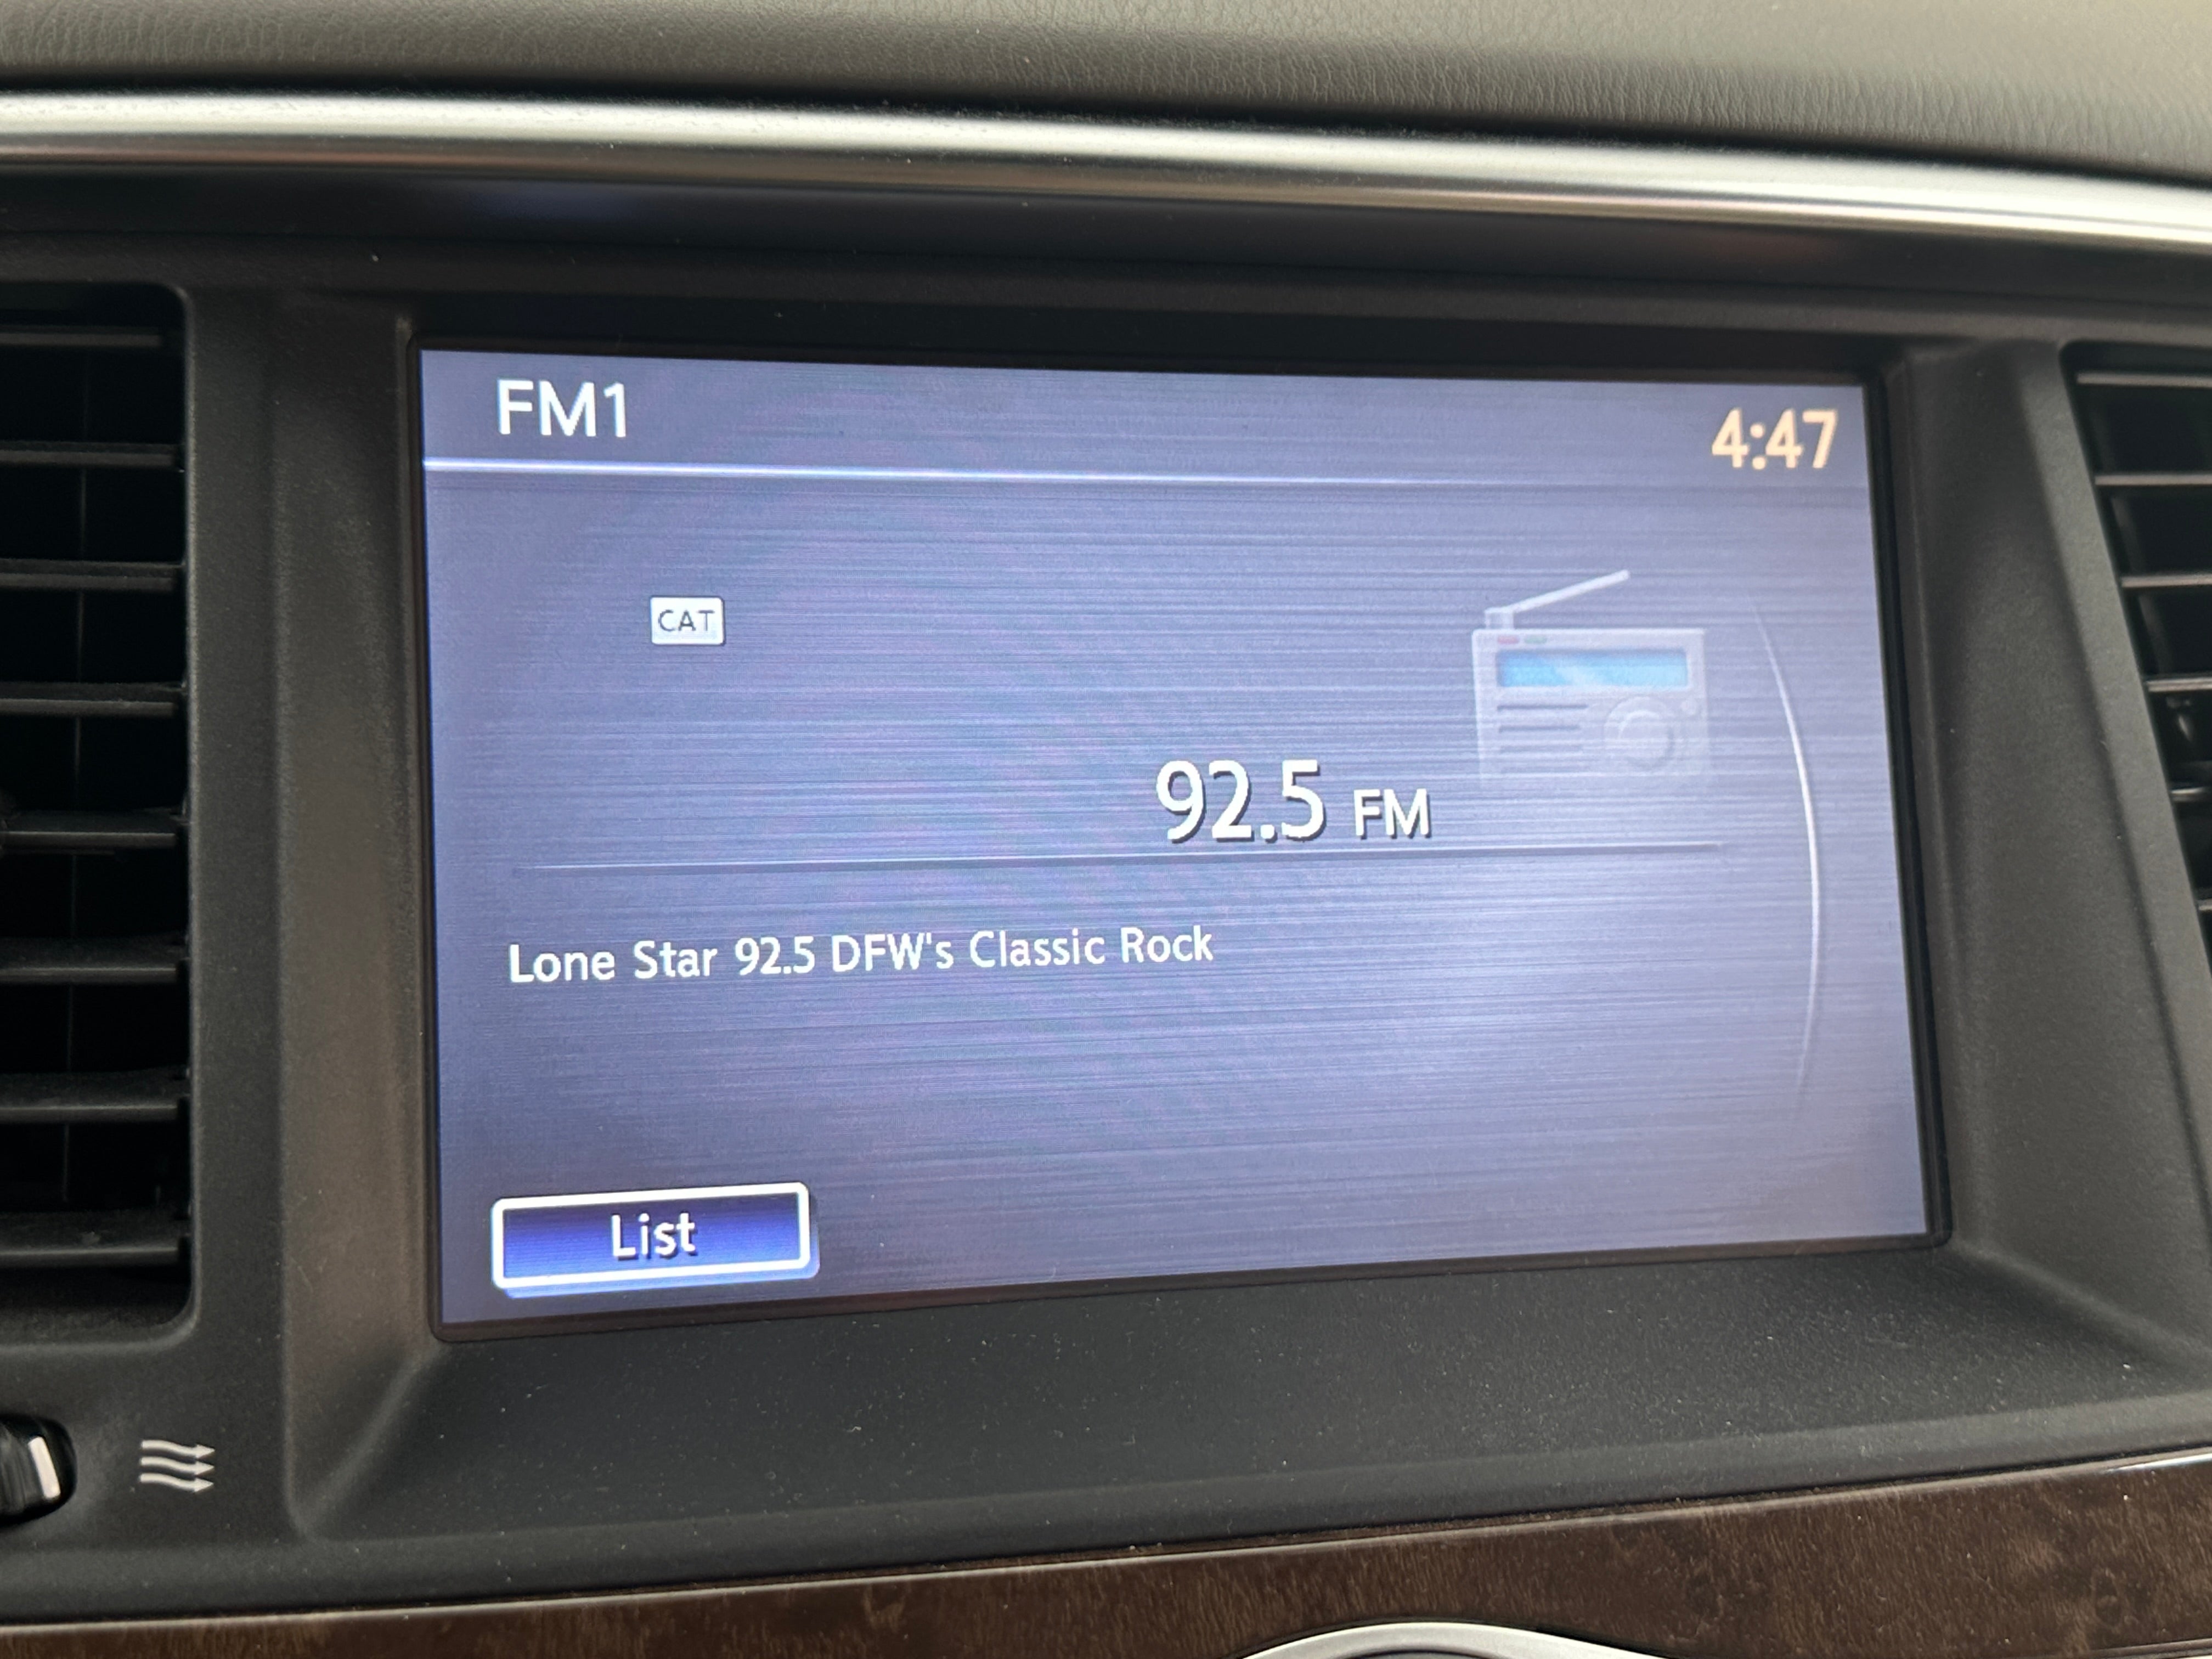 FM1
4:47
CAT
92.5 FM
Lone Star 92.5 DFW's Classic Rock
List